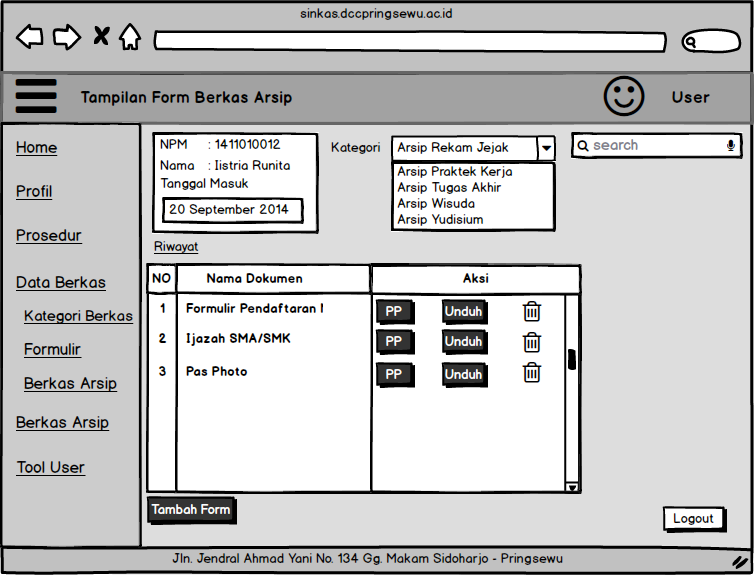 sinkas.dccpringsewu.ac.id
Tampilan Form Berkas Arsip
User
Home
Profil
Prosedur
Data Berkas
Kategori Berkas
Formulir
Berkas Arsip
Berkas Arsip
Tool User
NPM : 1411010012
Nama : Iistria Runita
Tanggal Masuk
20 September 2014
Riwayat
Kategori
Arsip Rekam Jejak
Arsip Praktek Kerja
Arsip Tugas Akhir
Arsip Wisuda
Arsip Yudisium
search
NO Nama Dokumen Aksi
1 Formulir Pendaftaran I PP Unduh
2 Ijazah SMA/SMK PP Unduh
3 Pas Photo PP Unduh
Tambah Form
Logout
Jln. Jendral Ahmad Yani No. 134 Gg. Makam Sidoharjo - Pringsewu